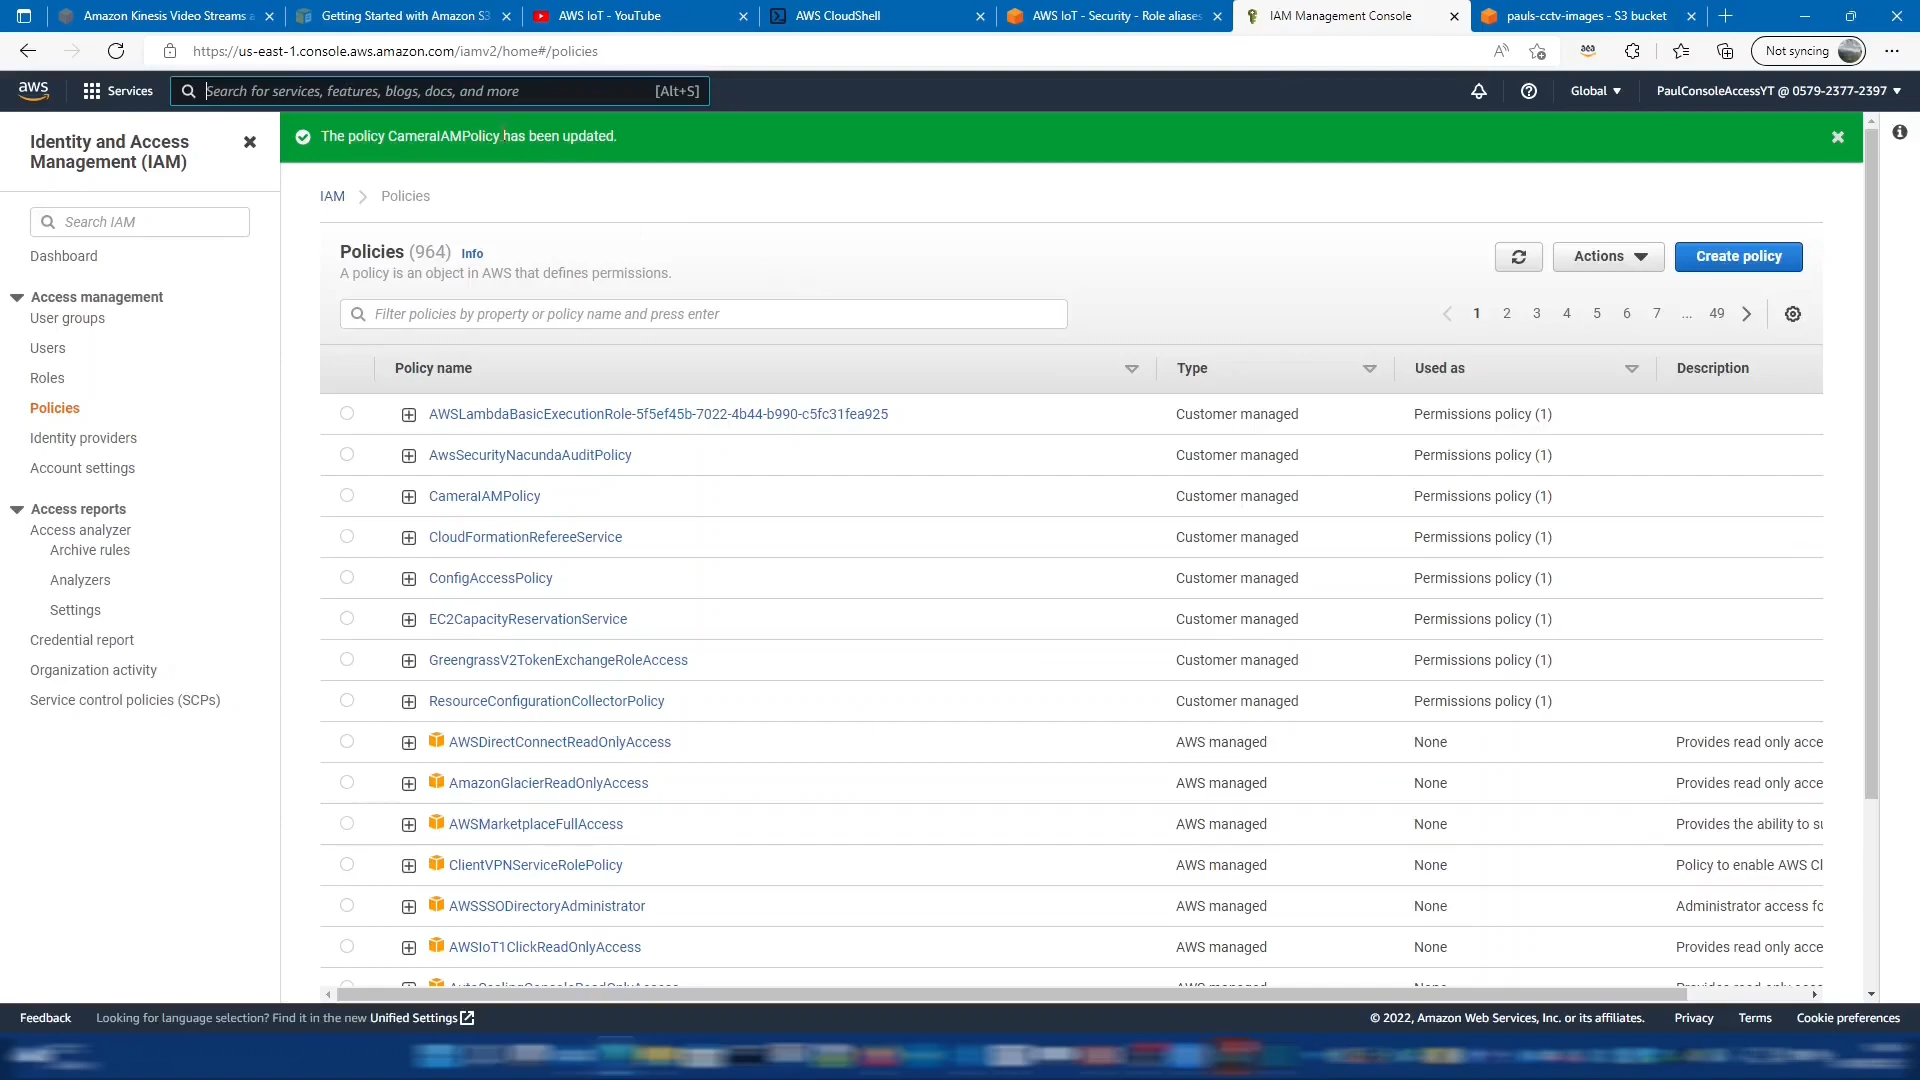 Amazon Kinesis Video Streams a
Getting Started with Amazon S3
AWS IoT - YouTube
AWS CloudShell
AWS IoT - Security - Role aliases
IAM Management Console
pauls-cctv-images - S3 bucket
https://us-east-1.console.aws.amazon.com/iamv2/home#/policies
Not syncing
aws
Services
Search for services, features, blogs, docs, and more
[Alt+S]
Global
PaulConsoleAccessYT @ 0579-2377-2397
Identity and Access
Management (IAM)
Search IAM
Dashboard
Access management
User groups
Users
Roles
Policies
Identity providers
Account settings
Access reports
Access analyzer
Archive rules
Analyzers
Settings
Credential report
Organization activity
Service control policies (SCPs)
The policy CameraIAMPolicy has been updated.
IAM
Policies
Policies (964) Info
A policy is an object in AWS that defines permissions.
Actions
Create policy
Filter policies by property or policy name and press enter
1 2 3 4 5 6 7 ... 49
Policy name Type Used as Description
AWSLambdaBasicExecutionRole-5f5ef45b-7022-4b44-b990-c5fc31fea925 Customer managed Permissions policy (1)
AwsSecurityNacundaAuditPolicy Customer managed Permissions policy (1)
CameraIAMPolicy Customer managed Permissions policy (1)
CloudFormationRefereeService Customer managed Permissions policy (1)
ConfigAccessPolicy Customer managed Permissions policy (1)
EC2CapacityReservationService Customer managed Permissions policy (1)
GreengrassV2TokenExchangeRoleAccess Customer managed Permissions policy (1)
ResourceConfigurationCollectorPolicy Customer managed Permissions policy (1)
AWSDirectConnectReadOnlyAccess AWS managed None Provides read only acce
AmazonGlacierReadOnlyAccess AWS managed None Provides read only acce
AWSMarketplaceFullAccess AWS managed None Provides the ability to su
ClientVPNServiceRolePolicy AWS managed None Policy to enable AWS Cl
AWSSSODirectoryAdministrator AWS managed None Administrator access fo
AWSIoT1ClickReadOnlyAccess AWS managed None Provides read only acce
Feedback
Looking for language selection? Find it in the new Unified Settings
© 2022, Amazon Web Services, Inc. or its affiliates.
Privacy
Terms
Cookie preferences